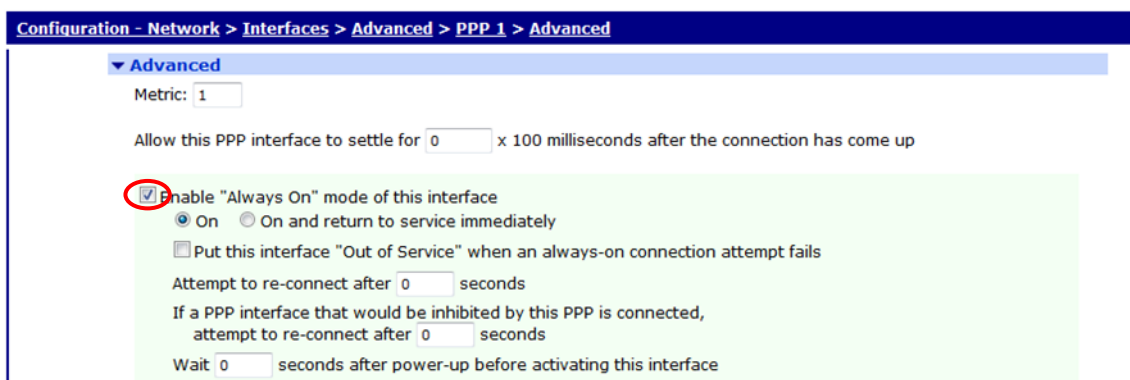 Configuration - Network > Interfaces > Advanced > PPP 1 > Advanced
Advanced
Metric: 1
Allow this PPP interface to settle for 0 x 100 milliseconds after the connection has come up
Enable "Always On" mode of this interface
On On and return to service immediately
Put this interface "Out of Service" when an always-on connection attempt fails
Attempt to re-connect after 0 seconds
If a PPP interface that would be inhibited by this PPP is connected,
attempt to re-connect after 0 seconds
Wait 0 seconds after power-up before activating this interface